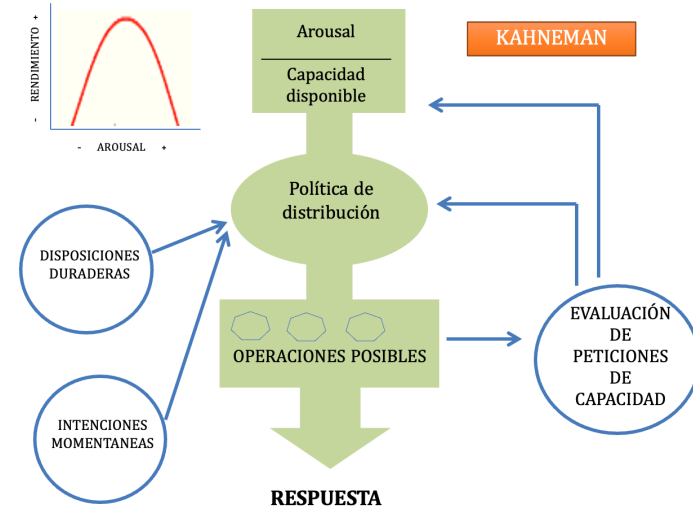 KAHNEMAN
+
RENDIMIENTO
-
- AROUSAL +
Arousal
Capacidad
disponible
Política de
distribución
DISPOSICIONES
DURADERAS
INTENCIONES
MOMENTANEAS
OPERACIONES POSIBLES
EVALUACIÓN
DE
PETICIONES
DE
CAPACIDAD
RESPUESTA